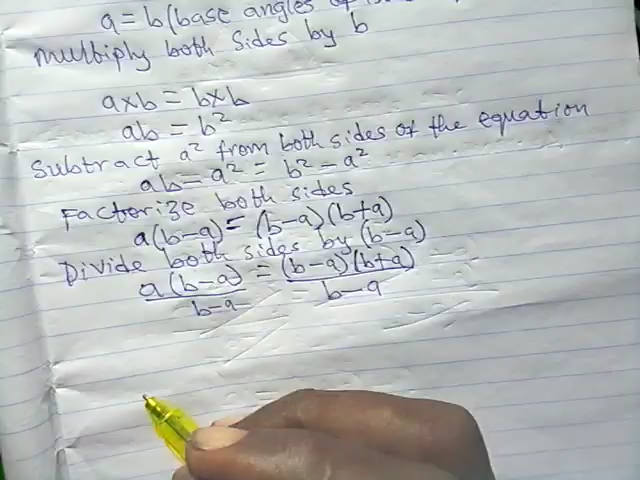 a = b (base angles of
multiply both sides by b
a×b = b×b
ab = b²
Subtract a² from both sides of the equation
ab = a² = b² - a²
Factorize both sides
a(b-a) = (b-a)(b+a)
Divide both sides by (b-a)
a(b-a) = (b-a)(b+a)
b-a b-a